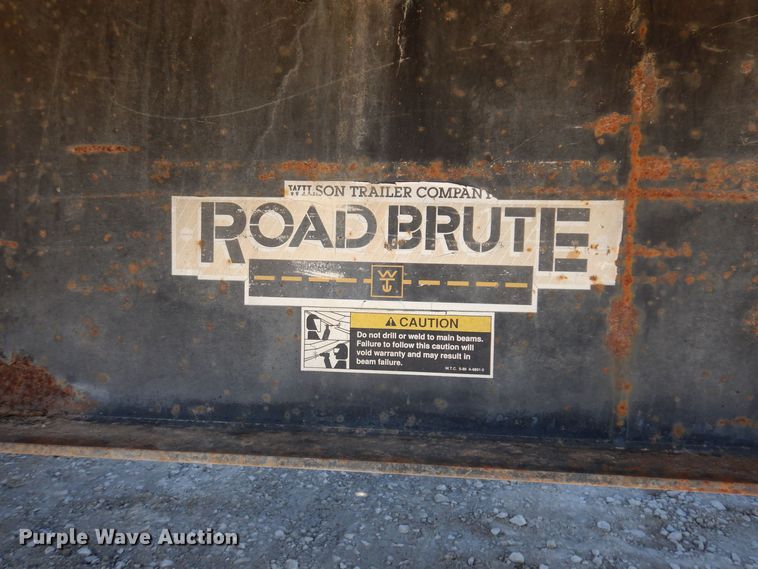 WILSON TRAILER COMPANY
ROAD BRUTE
W
CAUTION
Do not drill or weld to main beams.
Failure to follow this caution will
void warranty and may result in
beam failure.
W.T.C.
Purple Wave Auction